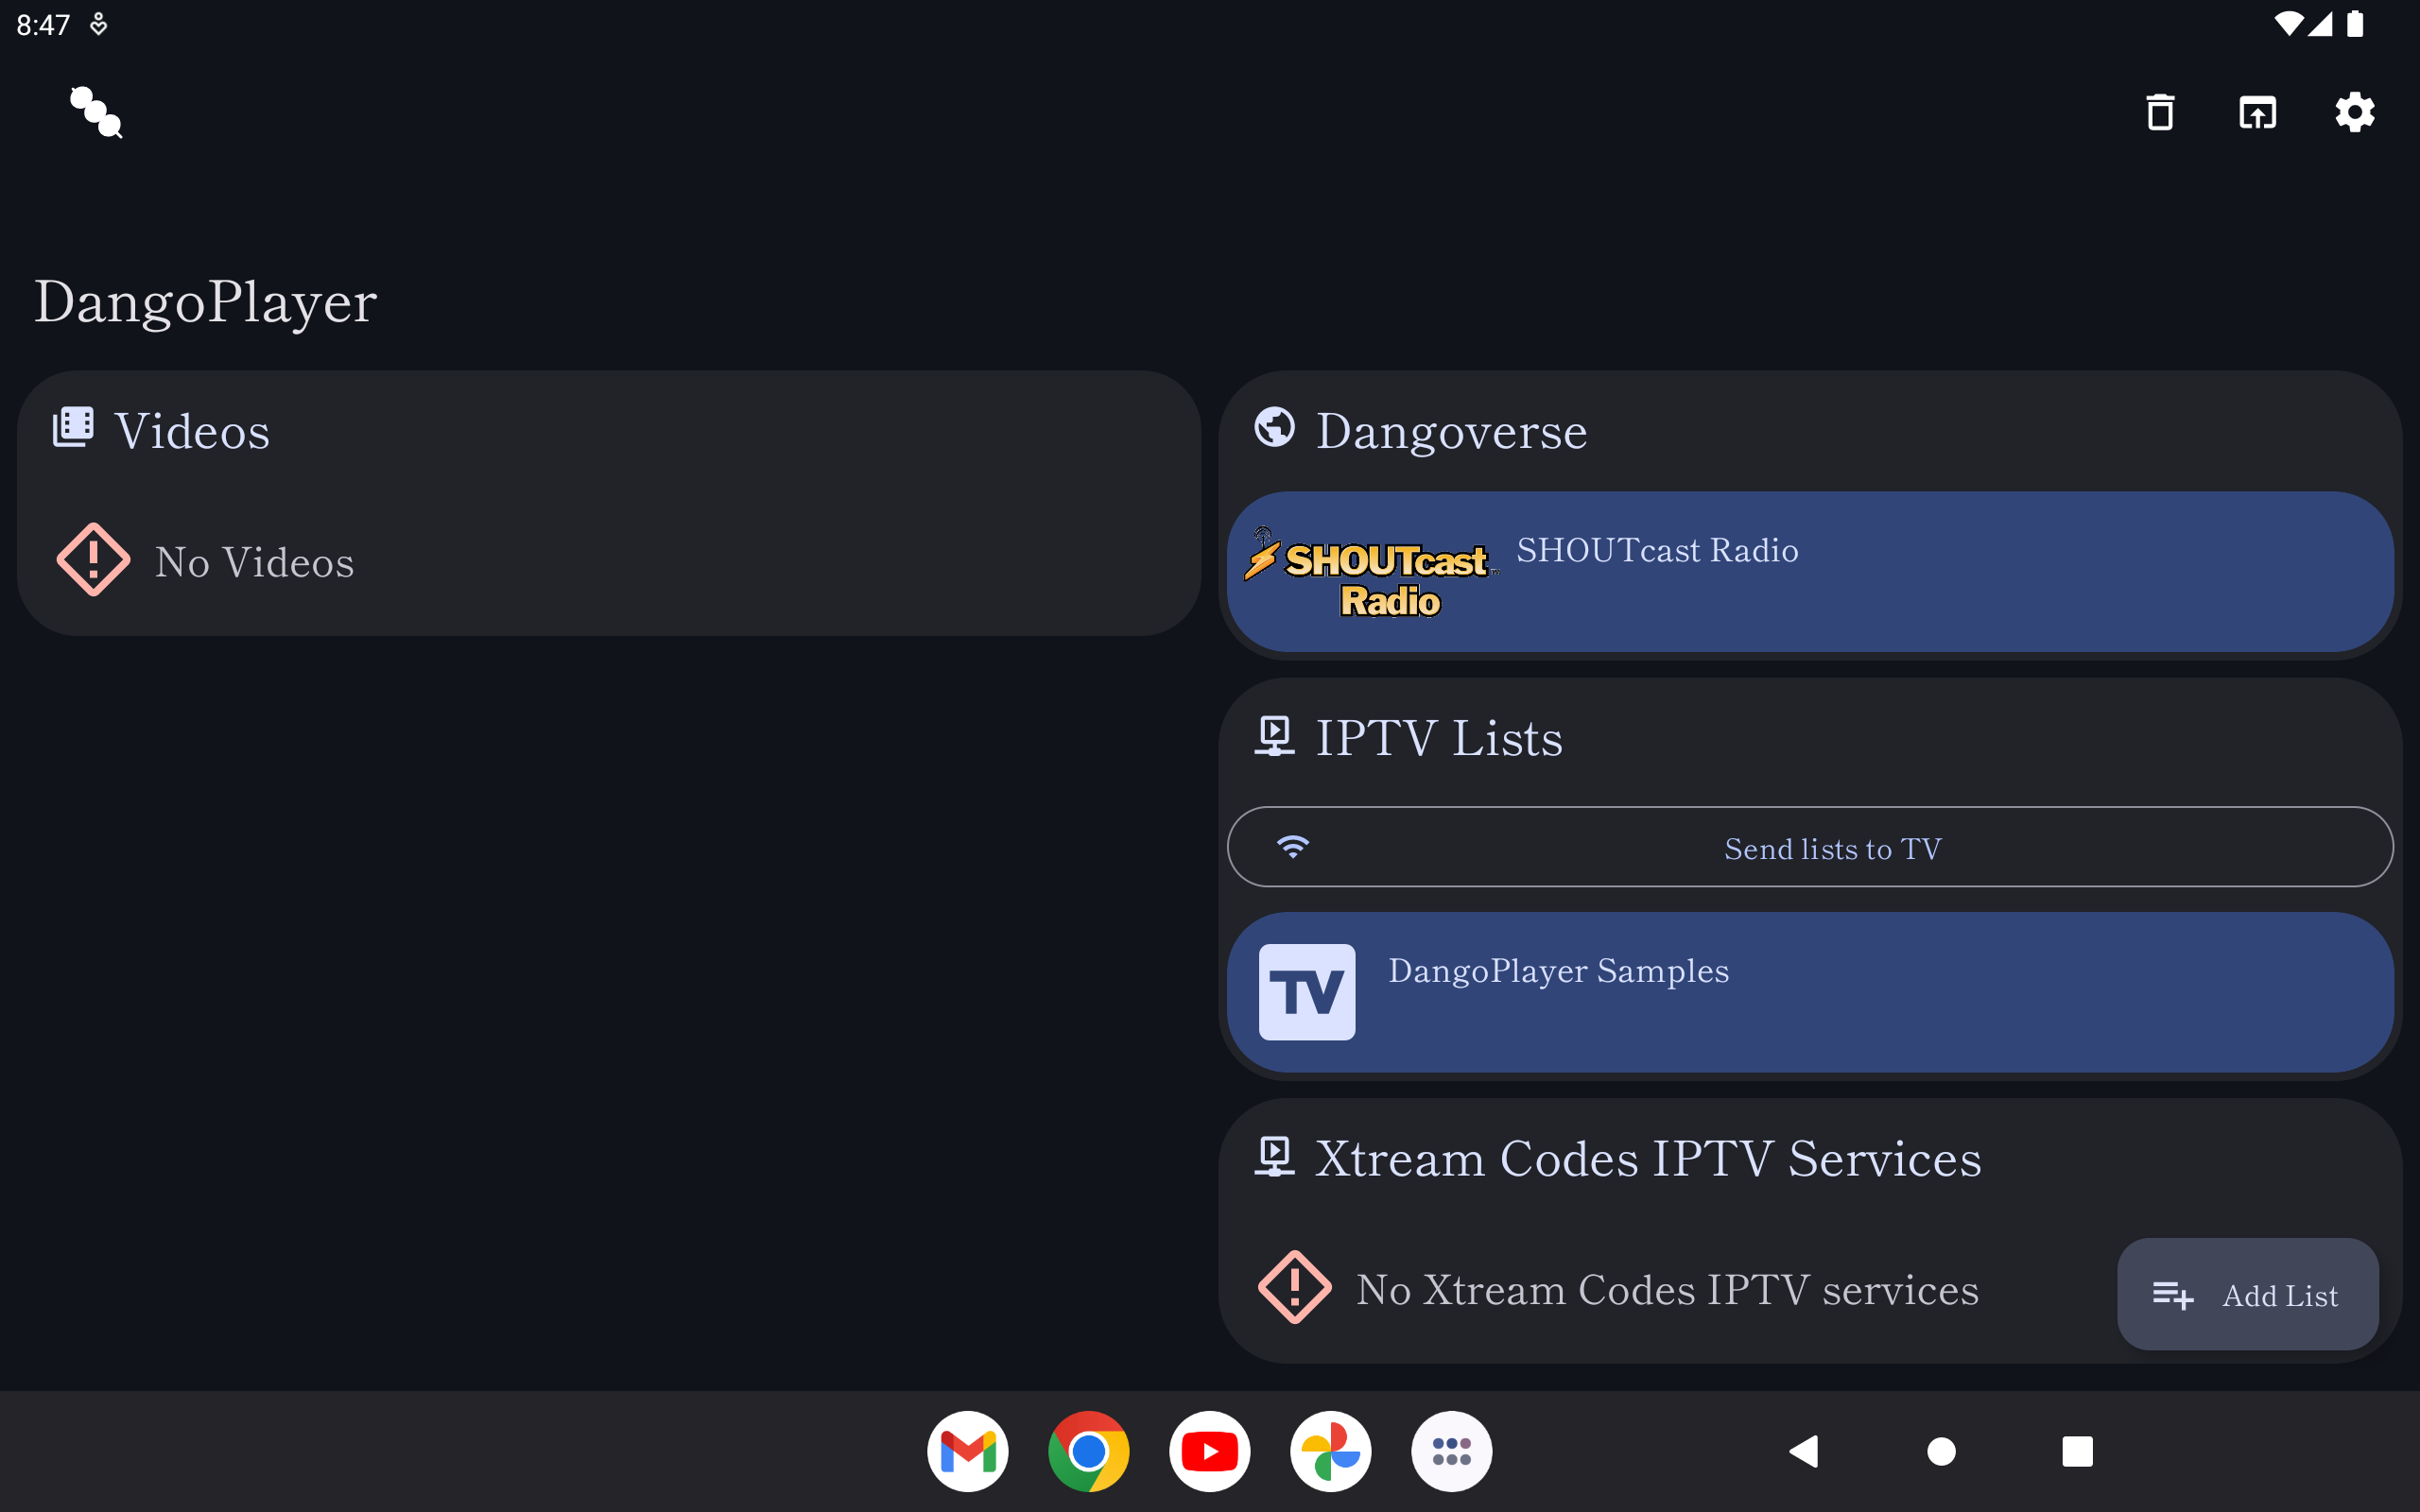 8:47
DangoPlayer
Videos
No Videos
Dangoverse
SHOUTcast
Radio
SHOUTcast Radio
IPTV Lists
Send lists to TV
TV
DangoPlayer Samples
Xtream Codes IPTV Services
No Xtream Codes IPTV services
Add List